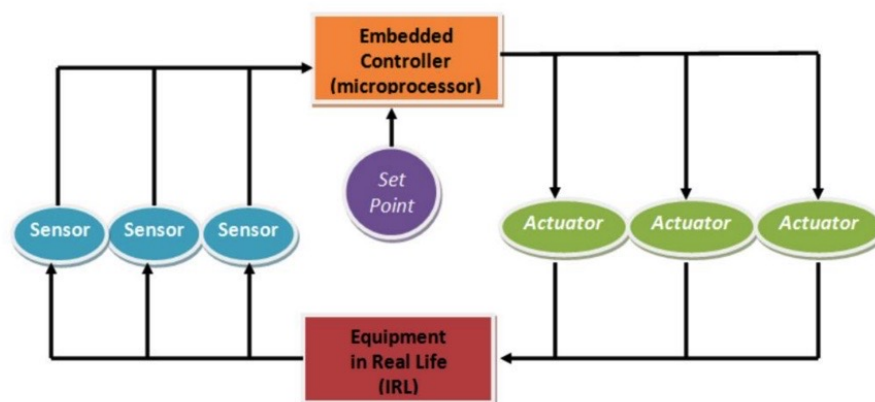 Embedded
Controller
(microprocessor)
Set
Point
Sensor
Sensor
Sensor
Actuator
Actuator
Actuator
Equipment
in Real Life
(IRL)